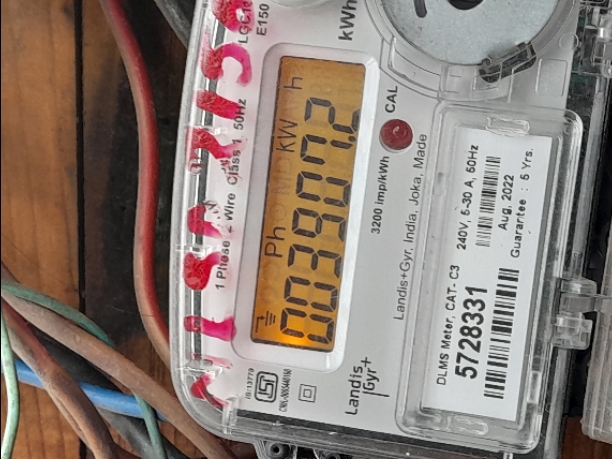 E150
kWh
1 Phase 2 Wire Class 1 50Hz
Ph kW h
003907.2
IS:13779
3200 imp/kWh
CAL
Landis
Gyr+
Landis+Gyr, India, Joka, Made
DLMS Meter, CAT- C3 240V, 5-30 A, 50Hz
5728331
Aug, 2022
Guarantee : 5 Yrs.